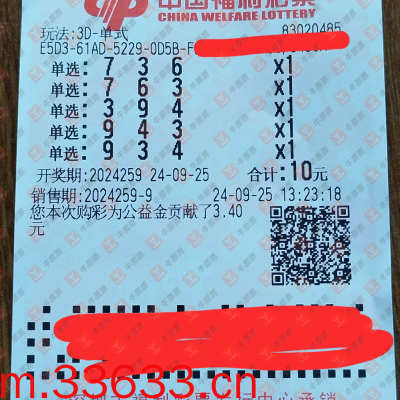 中国福利彩票
CHINA WELFARE LOTTERY
玩法:3D-单式 83020485
E5D3-61AD-5229-0D5B-F
单选: 7 3 6 x1
单选: 7 6 3 x1
单选: 3 9 4 x1
单选: 9 4 3 x1
单选: 9 3 4 x1
开奖期:2024259 24-09-25 合计:10元
销售期:2024259-9 24-09-25 13:23:18
您本次购彩为公益金贡献了3.40
元
m.33633.cn